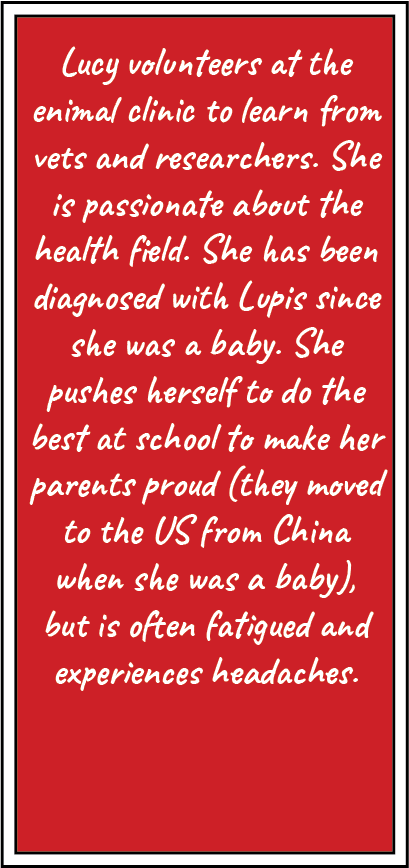 Lucy volunteers at the
enimal clinic to learn from
vets and researchers. She
is passionate about the
health field. She has been
diagnosed with Lupis since
she was a baby. She
pushes herself to do the
best at school to make her
parents proud (they moved
to the US from China
when she was a baby),
but is often fatigued and
experiences headaches.